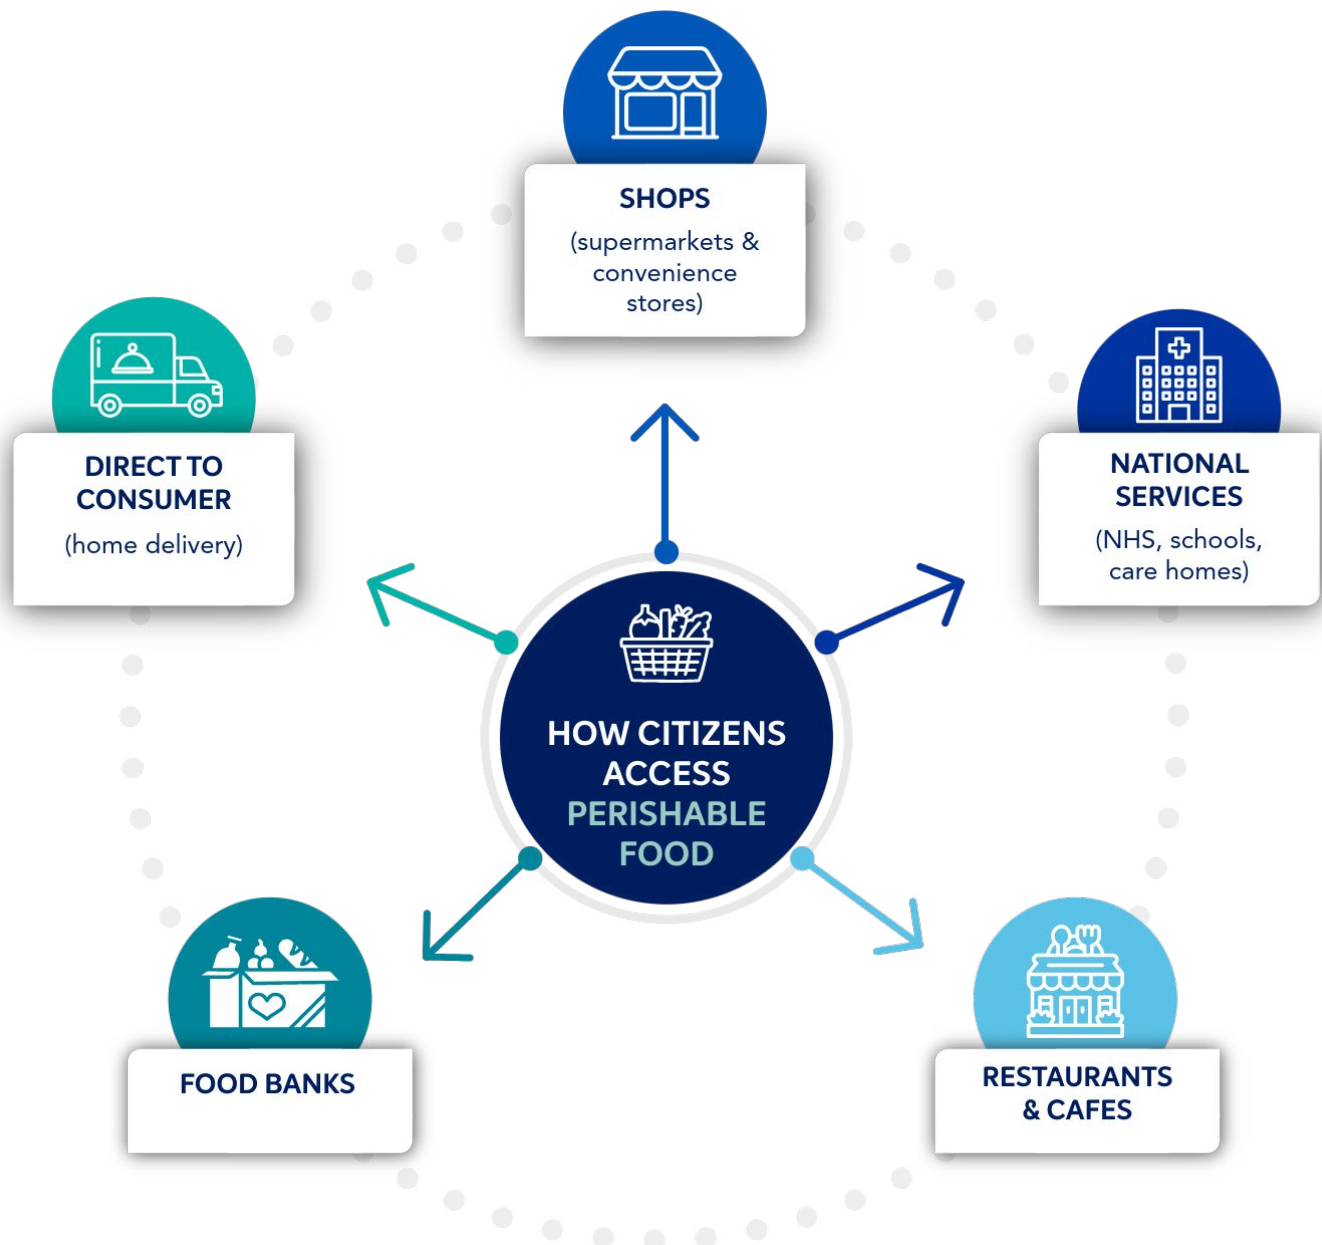 SHOPS
(supermarkets &
convenience
stores)
DIRECT TO
CONSUMER
(home delivery)
NATIONAL
SERVICES
(NHS, schools,
care homes)
HOW CITIZENS
ACCESS
PERISHABLE
FOOD
FOOD BANKS
RESTAURANTS
& CAFES